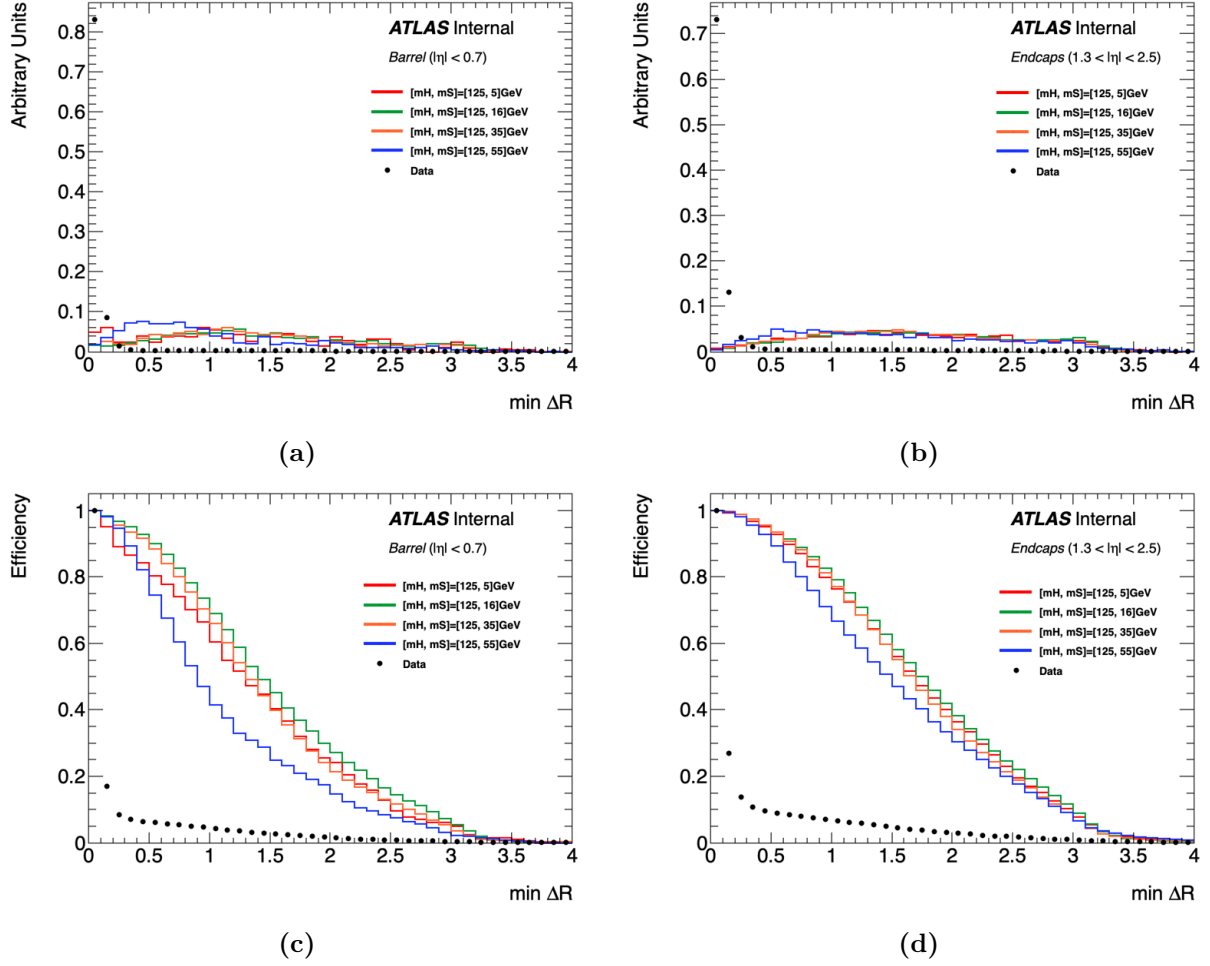 Arbitrary Units
0.8
0.7
0.6
0.5
0.4
0.3
0.2
0.1
0
ATLAS Internal
Barrel (|η| < 0.7)
[mH, mS]=[125, 5]GeV
[mH, mS]=[125, 16]GeV
[mH, mS]=[125, 35]GeV
[mH, mS]=[125, 55]GeV
Data
0 0.5 1 1.5 2 2.5 3 3.5 4
min ΔR
(a)
Arbitrary Units
0.7
0.6
0.5
0.4
0.3
0.2
0.1
0
ATLAS Internal
Endcaps (1.3 < |η| < 2.5)
[mH, mS]=[125, 5]GeV
[mH, mS]=[125, 16]GeV
[mH, mS]=[125, 35]GeV
[mH, mS]=[125, 55]GeV
Data
0 0.5 1 1.5 2 2.5 3 3.5 4
min ΔR
(b)
Efficiency
1
0.8
0.6
0.4
0.2
0
ATLAS Internal
Barrel (|η| < 0.7)
[mH, mS]=[125, 5]GeV
[mH, mS]=[125, 16]GeV
[mH, mS]=[125, 35]GeV
[mH, mS]=[125, 55]GeV
Data
0 0.5 1 1.5 2 2.5 3 3.5 4
min ΔR
(c)
Efficiency
1
0.8
0.6
0.4
0.2
0
ATLAS Internal
Endcaps (1.3 < |η| < 2.5)
[mH, mS]=[125, 5]GeV
[mH, mS]=[125, 16]GeV
[mH, mS]=[125, 35]GeV
[mH, mS]=[125, 55]GeV
Data
0 0.5 1 1.5 2 2.5 3 3.5 4
min ΔR
(d)